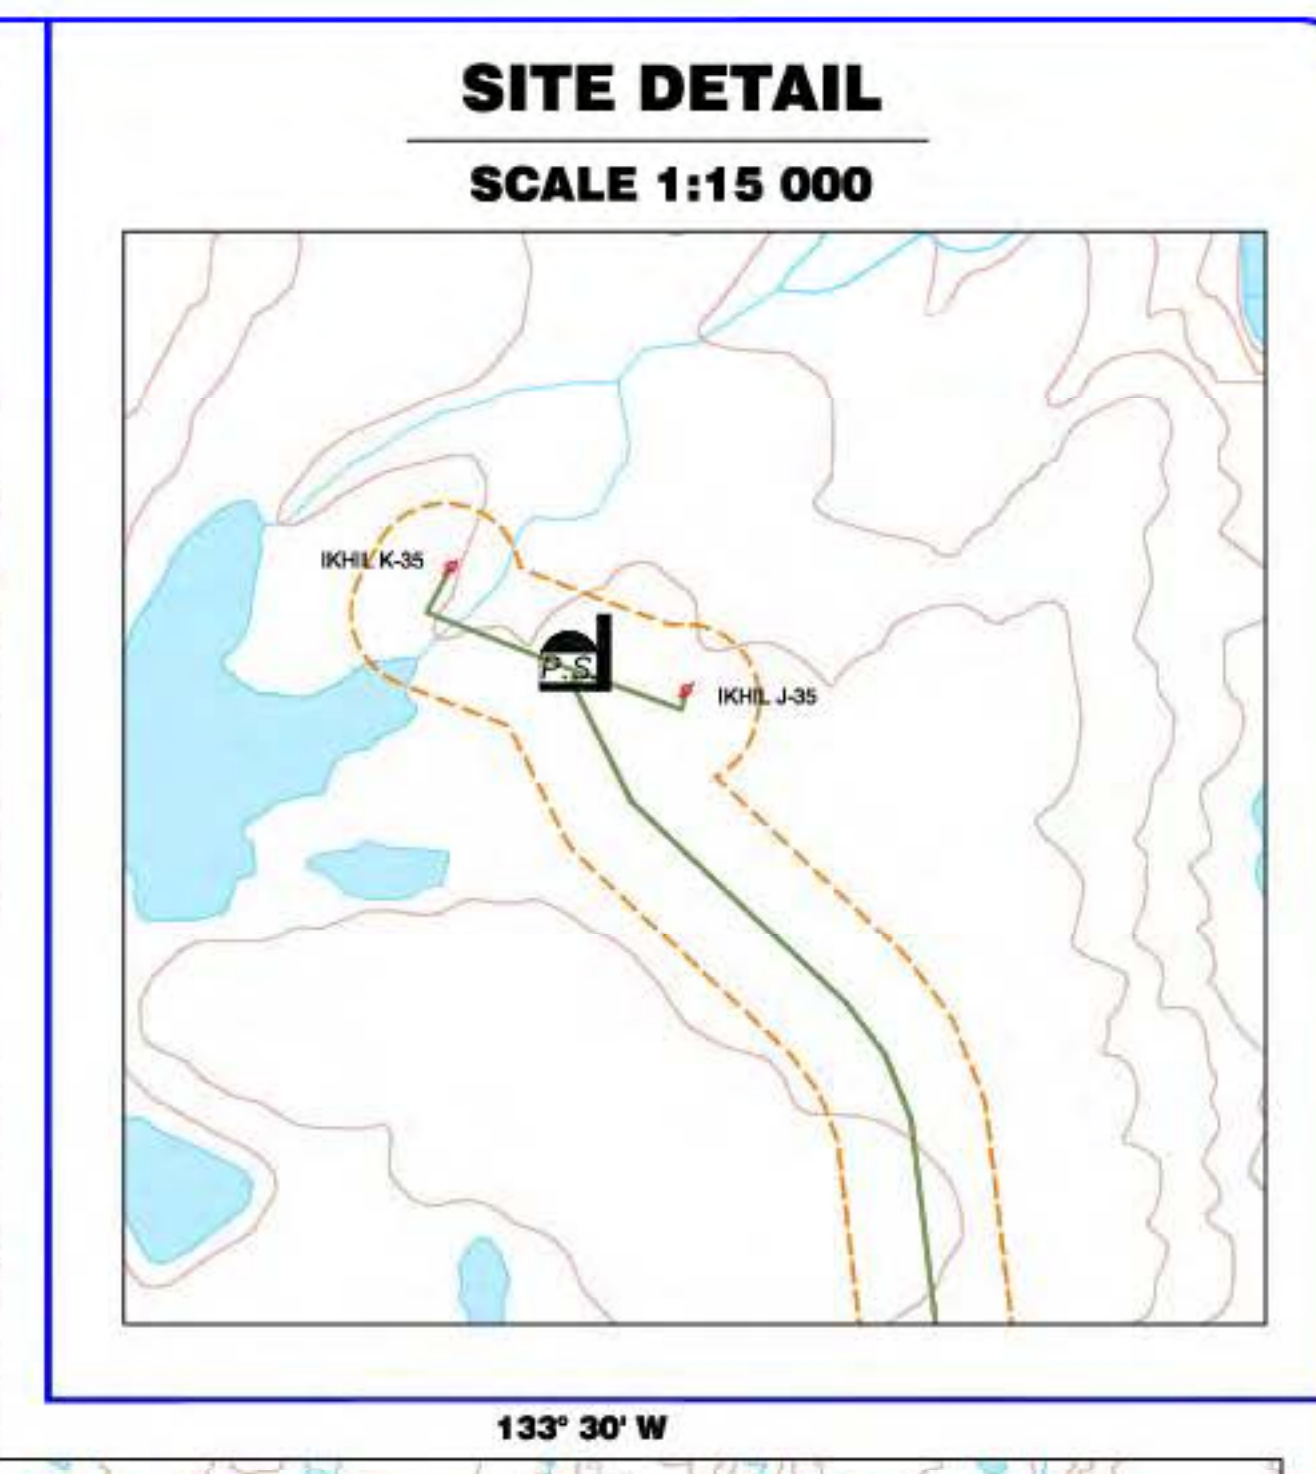 SITE DETAIL
SCALE 1:15 000
IKHIL K-35
P.S.
IKHIL J-35
133° 30' W